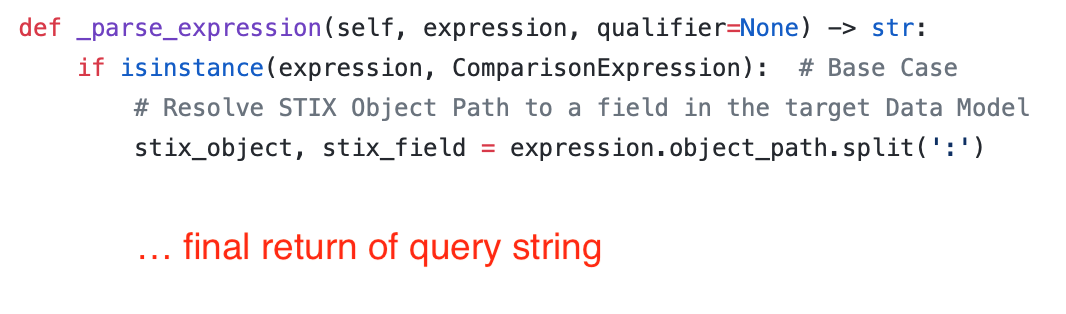 def _parse_expression(self, expression, qualifier=None) -> str:
if isinstance(expression, ComparisonExpression):  # Base Case
# Resolve STIX Object Path to a field in the target Data Model
stix_object, stix_field = expression.object_path.split(':')
… final return of query string